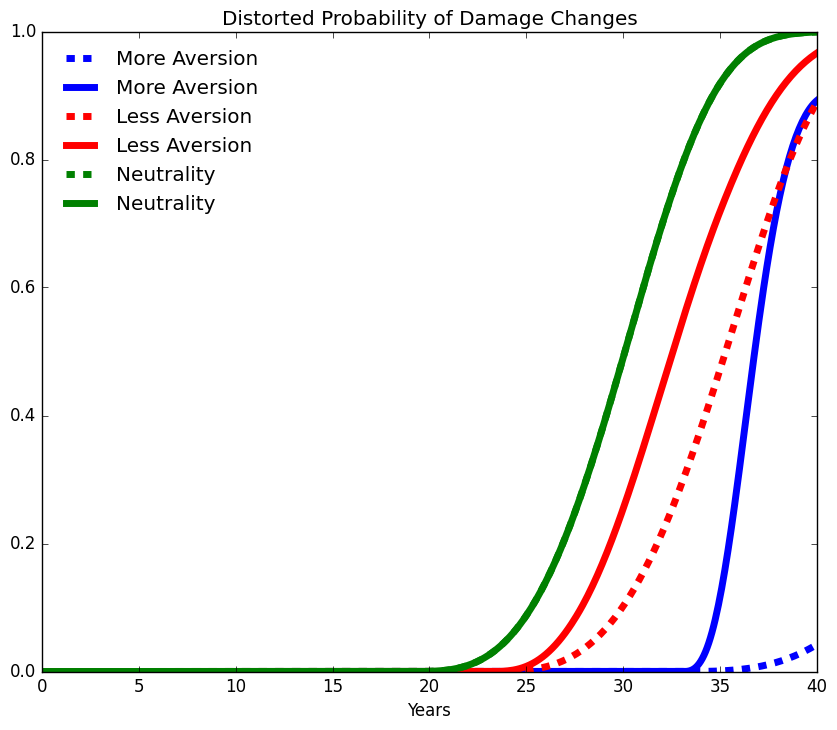 Distorted Probability of Damage Changes
1.0
More Aversion
More Aversion
Less Aversion
Less Aversion
Neutrality
Neutrality
0.8
0.6
0.4
0.2
0.0
0 5 10 15 20 25 30 35 40
Years